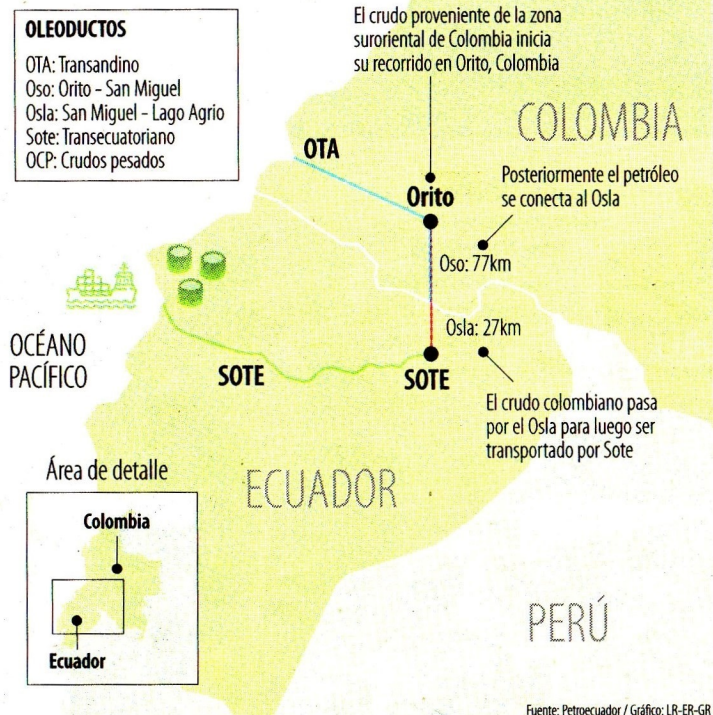 OLEODUCTOS
OTA: Transandino
Oso: Orito - San Miguel
Osla: San Miguel - Lago Agrio
Sote: Transecuatoriano
OCP: Crudos pesados
El crudo proveniente de la zona
suroriental de Colombia inicia
su recorrido en Orito, Colombia
COLOMBIA
OTA
Posteriormente el petróleo
se conecta al Osla
Orito
Oso: 77km
Osla: 27km
OCÉANO
PACÍFICO
SOTE
SOTE
El crudo colombiano pasa
por el Osla para luego ser
transportado por Sote
Área de detalle
ECUADOR
Colombia
Ecuador
PERÚ
Fuente: Petroecuador / Gráfico: LR-ER-GR